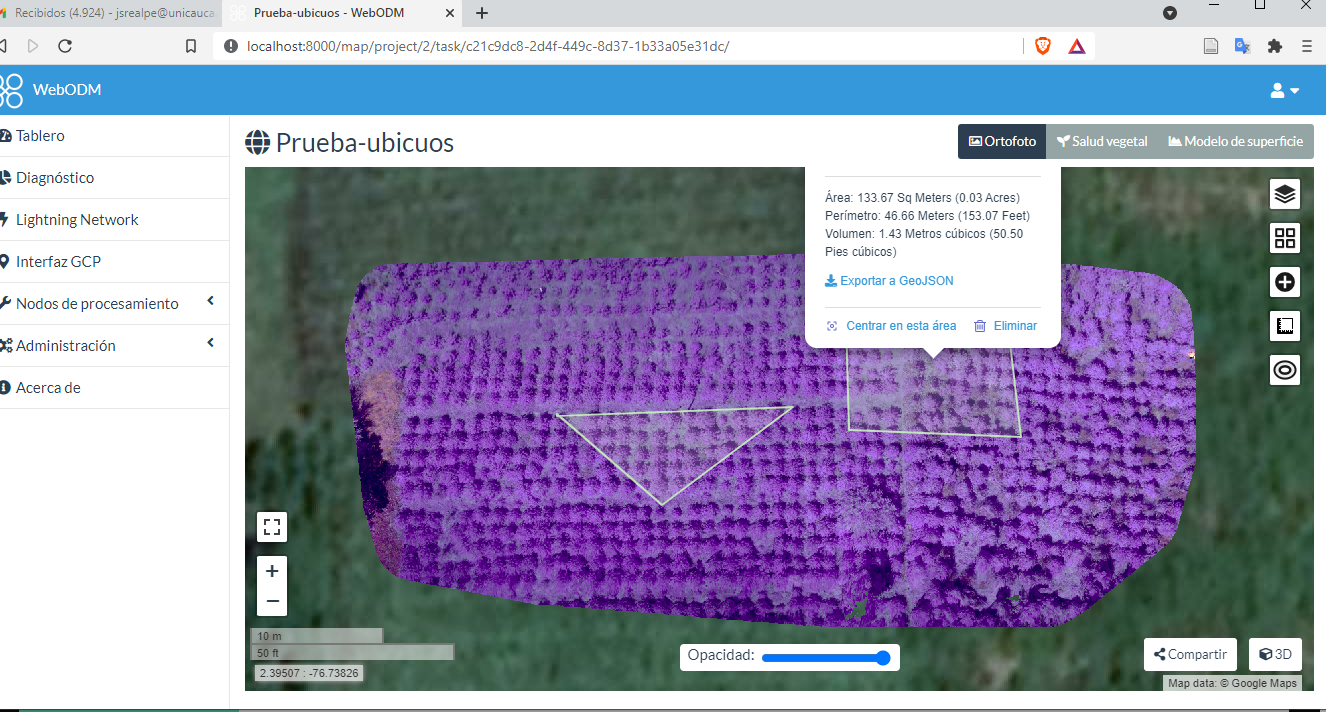 Recibidos (4.924) - jsrealpe@unicauca
Prueba-ubicuos - WebODM
localhost:8000/map/project/2/task/c21c9dc8-2d4f-449c-8d37-1b33a05e31dc/
WebODM
Tablero
Diagnóstico
Lightning Network
Interfaz GCP
Nodos de procesamiento
Administración
Acerca de
Prueba-ubicuos
Ortofoto
Salud vegetal
Modelo de superficie
Área: 133.67 Sq Meters (0.03 Acres)
Perímetro: 46.66 Meters (153.07 Feet)
Volumen: 1.43 Metros cúbicos (50.50
Pies cúbicos)
Exportar a GeoJSON
Centrar en esta área
Eliminar
+
−
10 m
50 ft
2.39507 : -76.73826
Opacidad:
Compartir
3D
Map data: © Google Maps